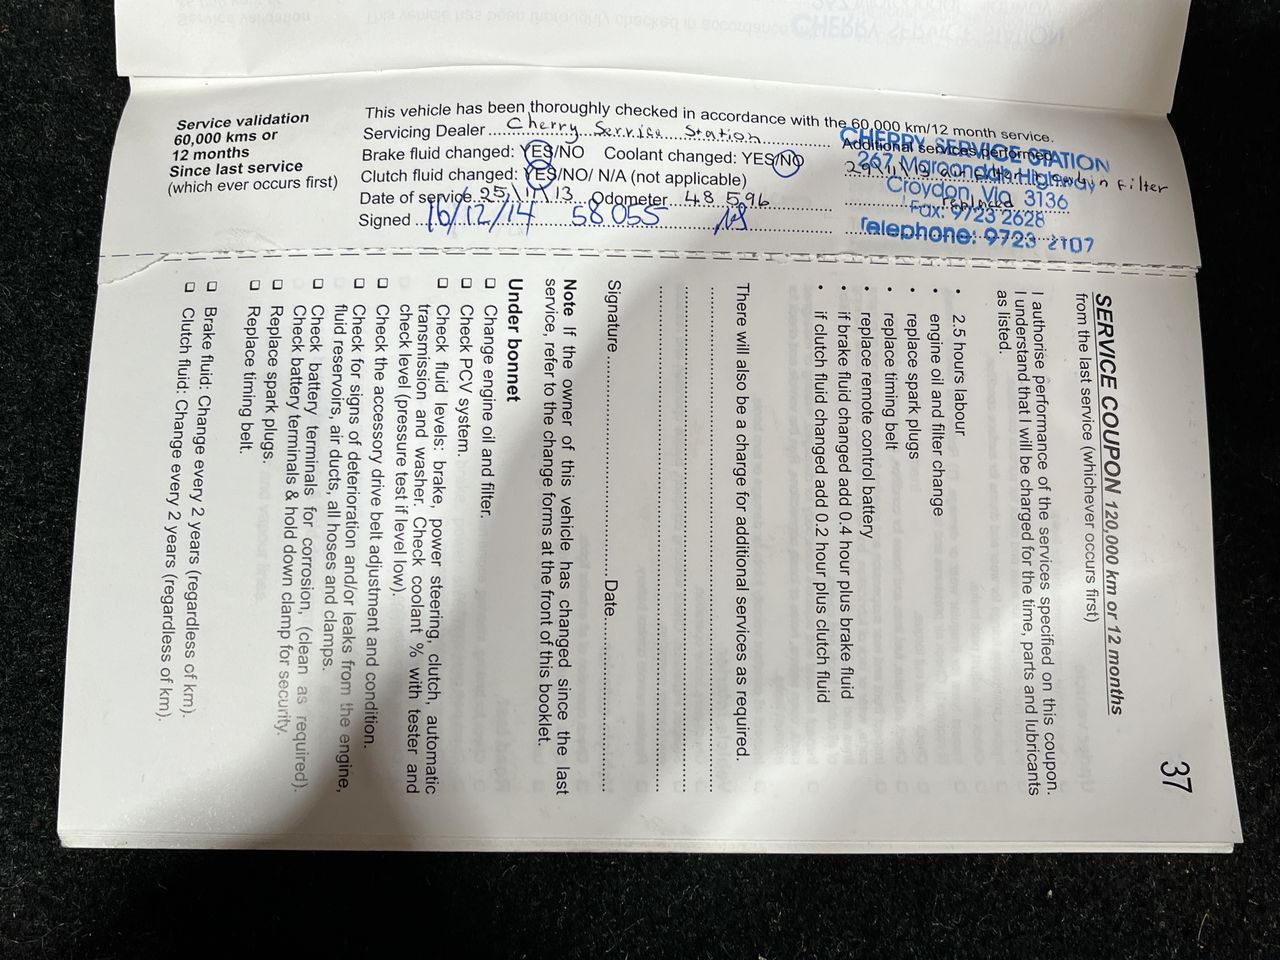 Service validation
60,000 kms or
12 months
Since last service
(which ever occurs first)
This vehicle has been thoroughly checked in accordance with the 60,000 km/12 month service.
Servicing Dealer Cherry Service Station
Brake fluid changed: YES/NO Coolant changed: YES/NO
Clutch fluid changed: YES/NO/ N/A (not applicable)
Date of service 25/11/13 Odometer 48 596
Signed 16/12/14 58055
Additional services performed
Filter
replaced
CHERRY SERVICE STATION
267 Maroondah Highway
Croydon, Vic 3136
Fax: 9723 2628
Telephone: 9723 2107
37
SERVICE COUPON 120,000 km or 12 months
from the last service (whichever occurs first)
I authorise performance of the services specified on this coupon.
I understand that I will be charged for the time, parts and lubricants
as listed.
• 2.5 hours labour
• engine oil and filter change
• replace spark plugs
• replace timing belt
• replace remote control battery
• if brake fluid changed add 0.4 hour plus brake fluid
• if clutch fluid changed add 0.2 hour plus clutch fluid
There will also be a charge for additional services as required.
Signature Date
Note If the owner of this vehicle has changed since the last
service, refer to the change forms at the front of this booklet.
Under bonnet
Change engine oil and filter.
Check PCV system.
Check fluid levels: brake, power steering, clutch, automatic
transmission and washer. Check coolant % with tester and
check level (pressure test if level low).
Check the accessory drive belt adjustment and condition.
Check for signs of deterioration and/or leaks from the engine,
fluid reservoirs, air ducts, all hoses and clamps.
Check battery terminals for corrosion, (clean as required).
Check battery terminals & hold down clamp for security.
Replace spark plugs.
Replace timing belt.
Brake fluid: Change every 2 years (regardless of km).
Clutch fluid: Change every 2 years (regardless of km).